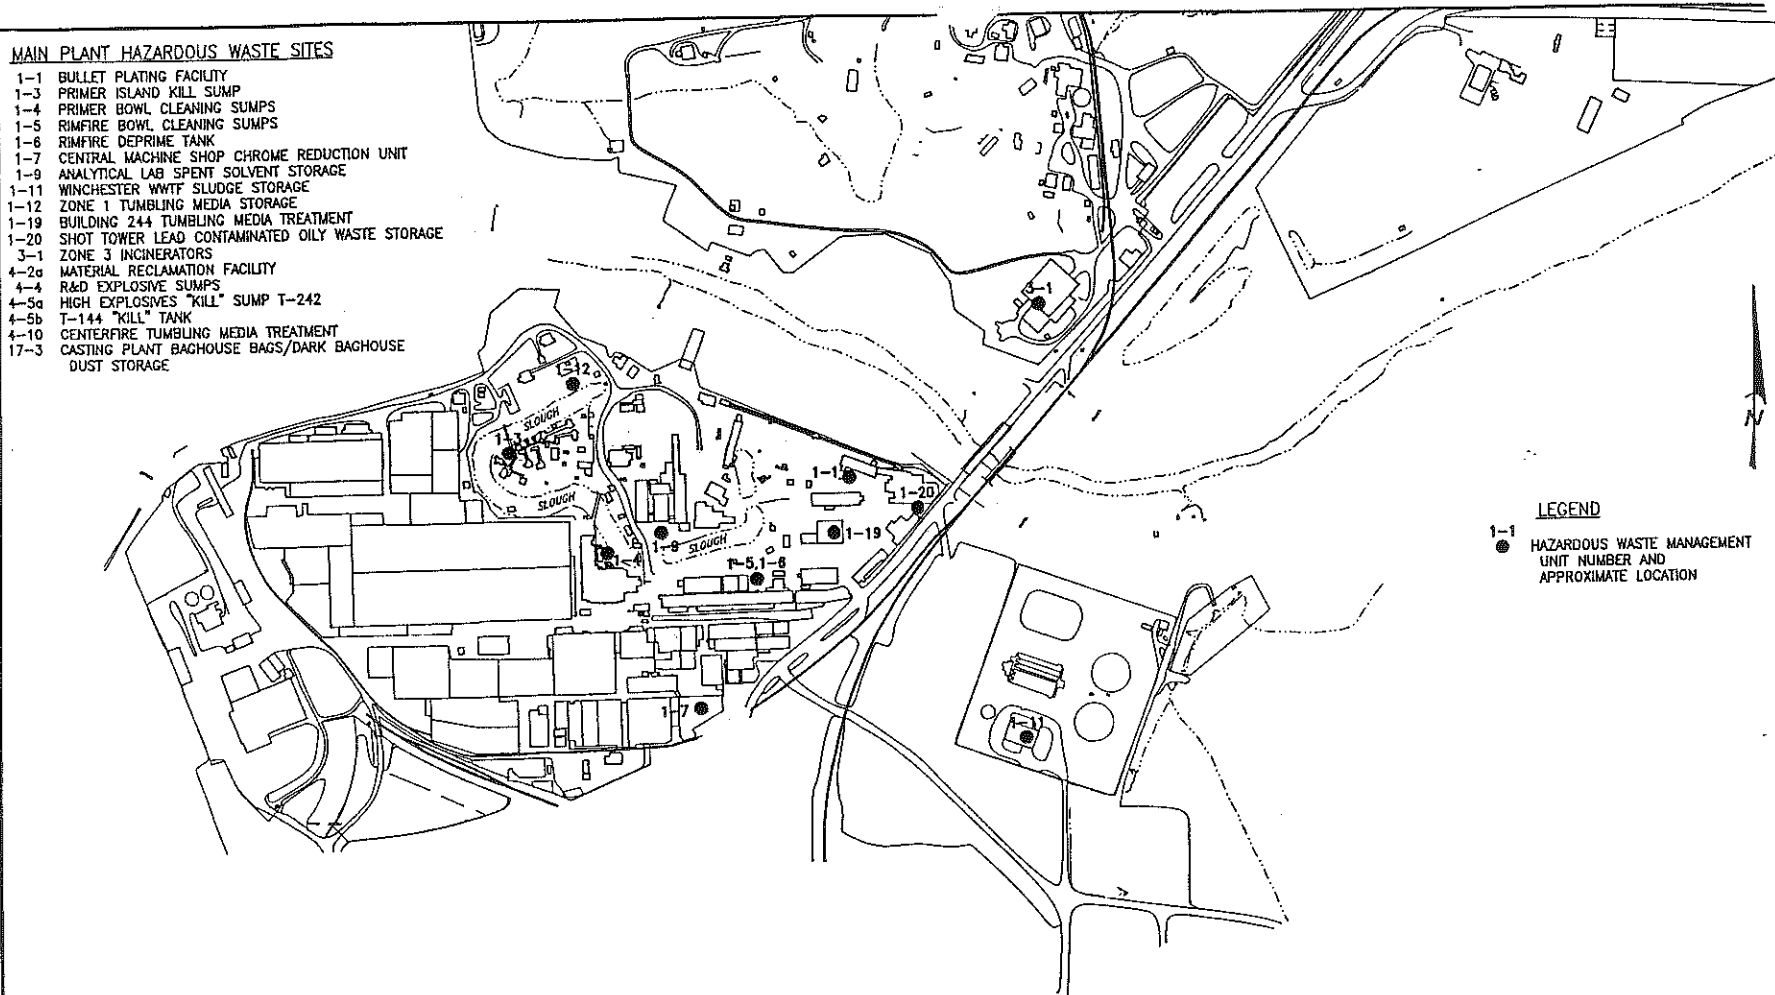 MAIN PLANT HAZARDOUS WASTE SITES
1-1 BULLET PLATING FACILITY
1-3 PRIMER ISLAND KILL SUMP
1-4 PRIMER BOWL CLEANING SUMPS
1-5 RIMFIRE BOWL CLEANING SUMPS
1-6 RIMFIRE DEPRIME TANK
1-7 CENTRAL MACHINE SHOP CHROME REDUCTION UNIT
1-9 ANALYTICAL LAB SPENT SOLVENT STORAGE
1-11 WINCHESTER WWTF SLUDGE STORAGE
1-12 ZONE 1 TUMBLING MEDIA STORAGE
1-19 BUILDING 244 TUMBLING MEDIA TREATMENT
1-20 SHOT TOWER LEAD CONTAMINATED OILY WASTE STORAGE
3-1 ZONE 3 INCINERATORS
4-2a MATERIAL RECLAMATION FACILITY
4-4 R&D EXPLOSIVE SUMPS
4-5a HIGH EXPLOSIVES "KILL" SUMP T-242
4-5b T-144 "KILL" TANK
4-10 CENTERFIRE TUMBLING MEDIA TREATMENT
17-3 CASTING PLANT BAGHOUSE BAGS/DARK BAGHOUSE
DUST STORAGE
3-1
1-12
SLOUGH
1-3
SLOUGH
1-1
1-20
1-19
1-9
SLOUGH
1-4
1-5,1-6
1-7
1-11
N
LEGEND
1-1
HAZARDOUS WASTE MANAGEMENT
UNIT NUMBER AND
APPROXIMATE LOCATION